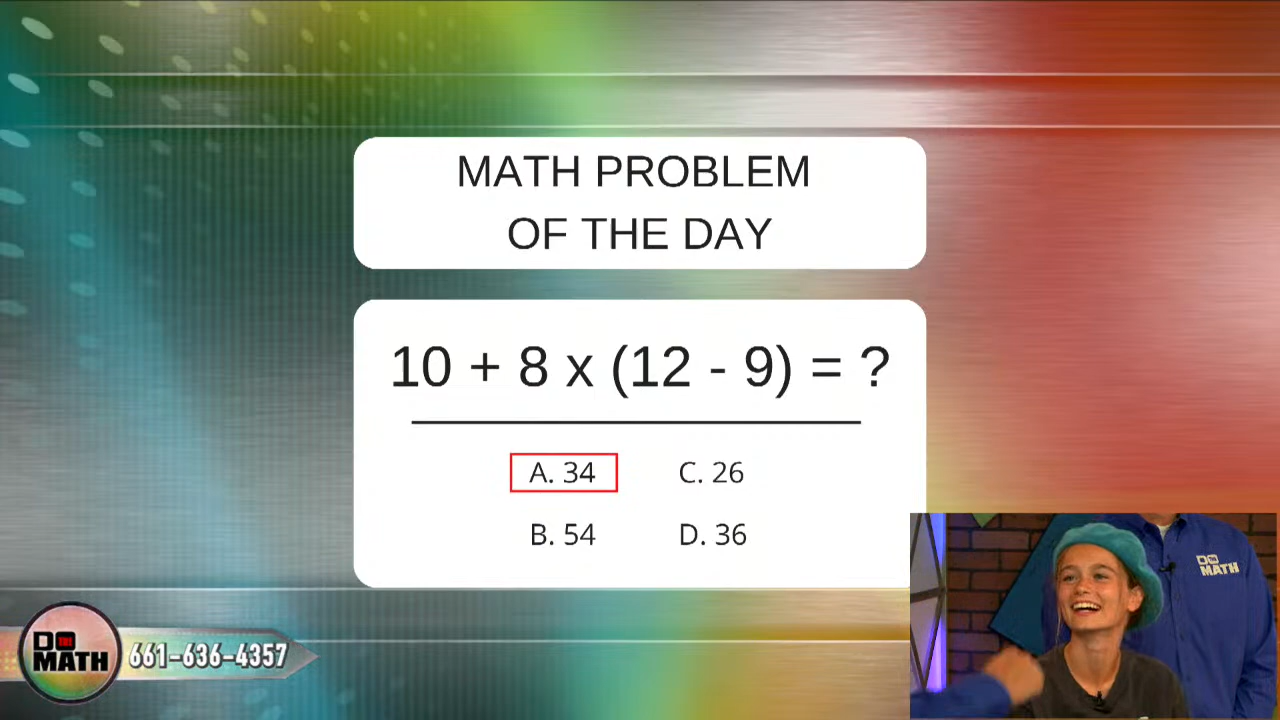 MATH PROBLEM
OF THE DAY
10 + 8 x (12 - 9) = ?
A. 34 C. 26
B. 54 D. 36
DO THE MATH 661-636-4357
DO THE MATH